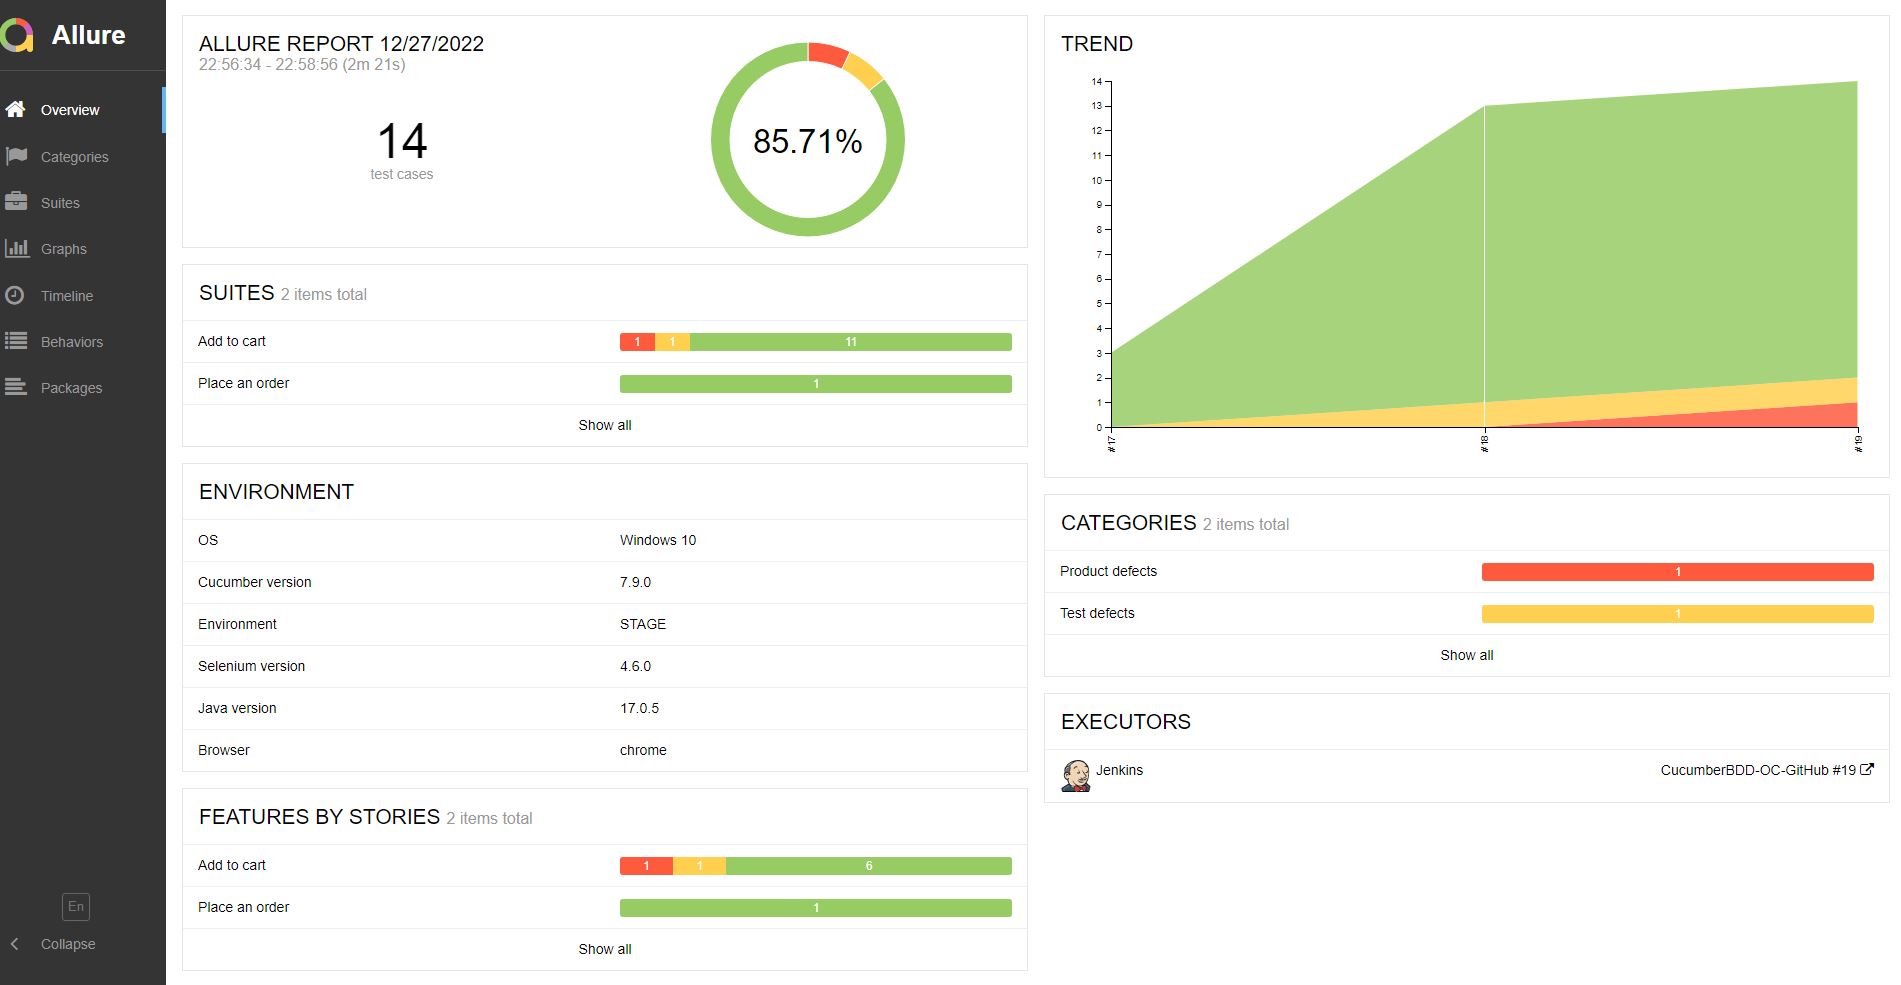 Allure
Overview
Categories
Suites
Graphs
Timeline
Behaviors
Packages
En
Collapse
ALLURE REPORT 12/27/2022
22:56:34 - 22:58:56 (2m 21s)
14
test cases
85.71%
SUITES 2 items total
Add to cart 1 1 11
Place an order 1
Show all
ENVIRONMENT
OS Windows 10
Cucumber version 7.9.0
Environment STAGE
Selenium version 4.6.0
Java version 17.0.5
Browser chrome
FEATURES BY STORIES 2 items total
Add to cart 1 1 6
Place an order 1
Show all
TREND
14
13
12
11
10
9
8
7
6
5
4
3
2
1
0
#17 #18 #19
CATEGORIES 2 items total
Product defects 1
Test defects 1
Show all
EXECUTORS
Jenkins CucumberBDD-OC-GitHub #19